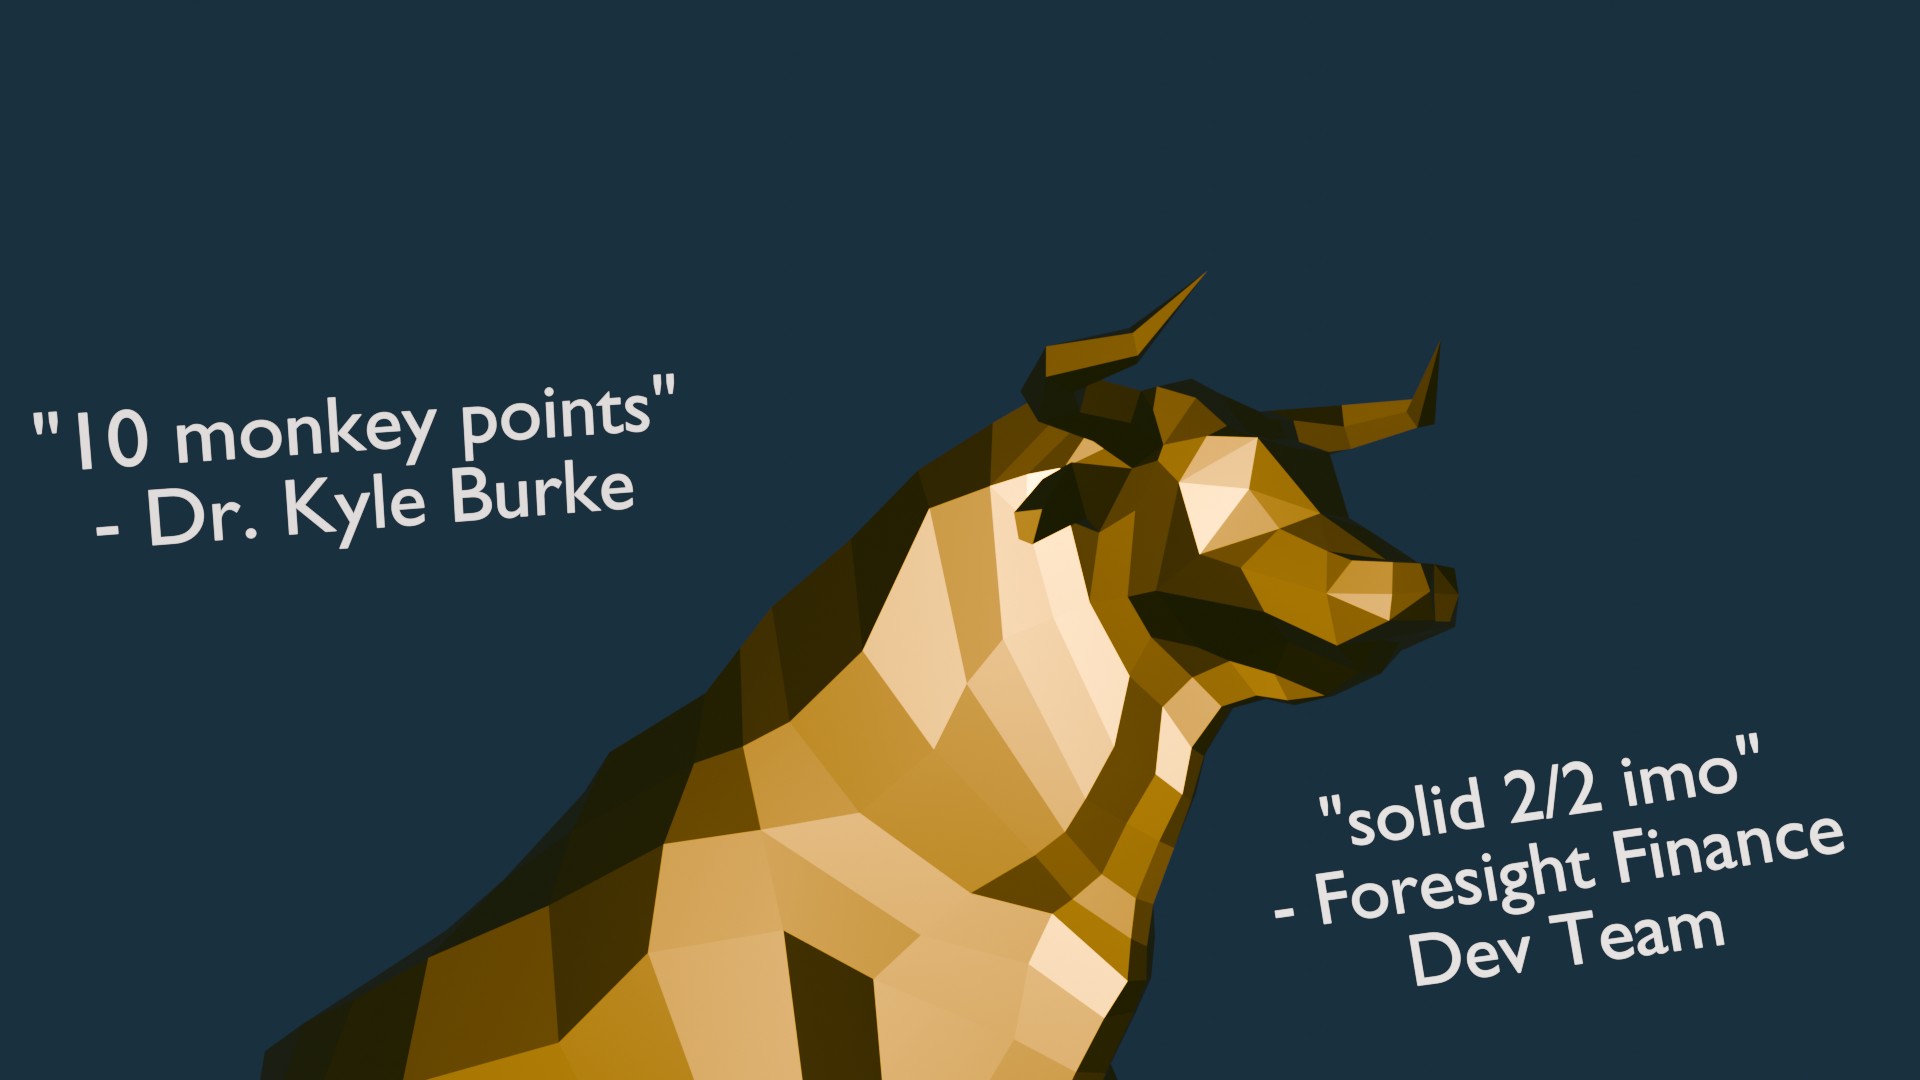 "10 monkey points"
- Dr. Kyle Burke
"solid 2/2 imo"
- Foresight Finance
Dev Team